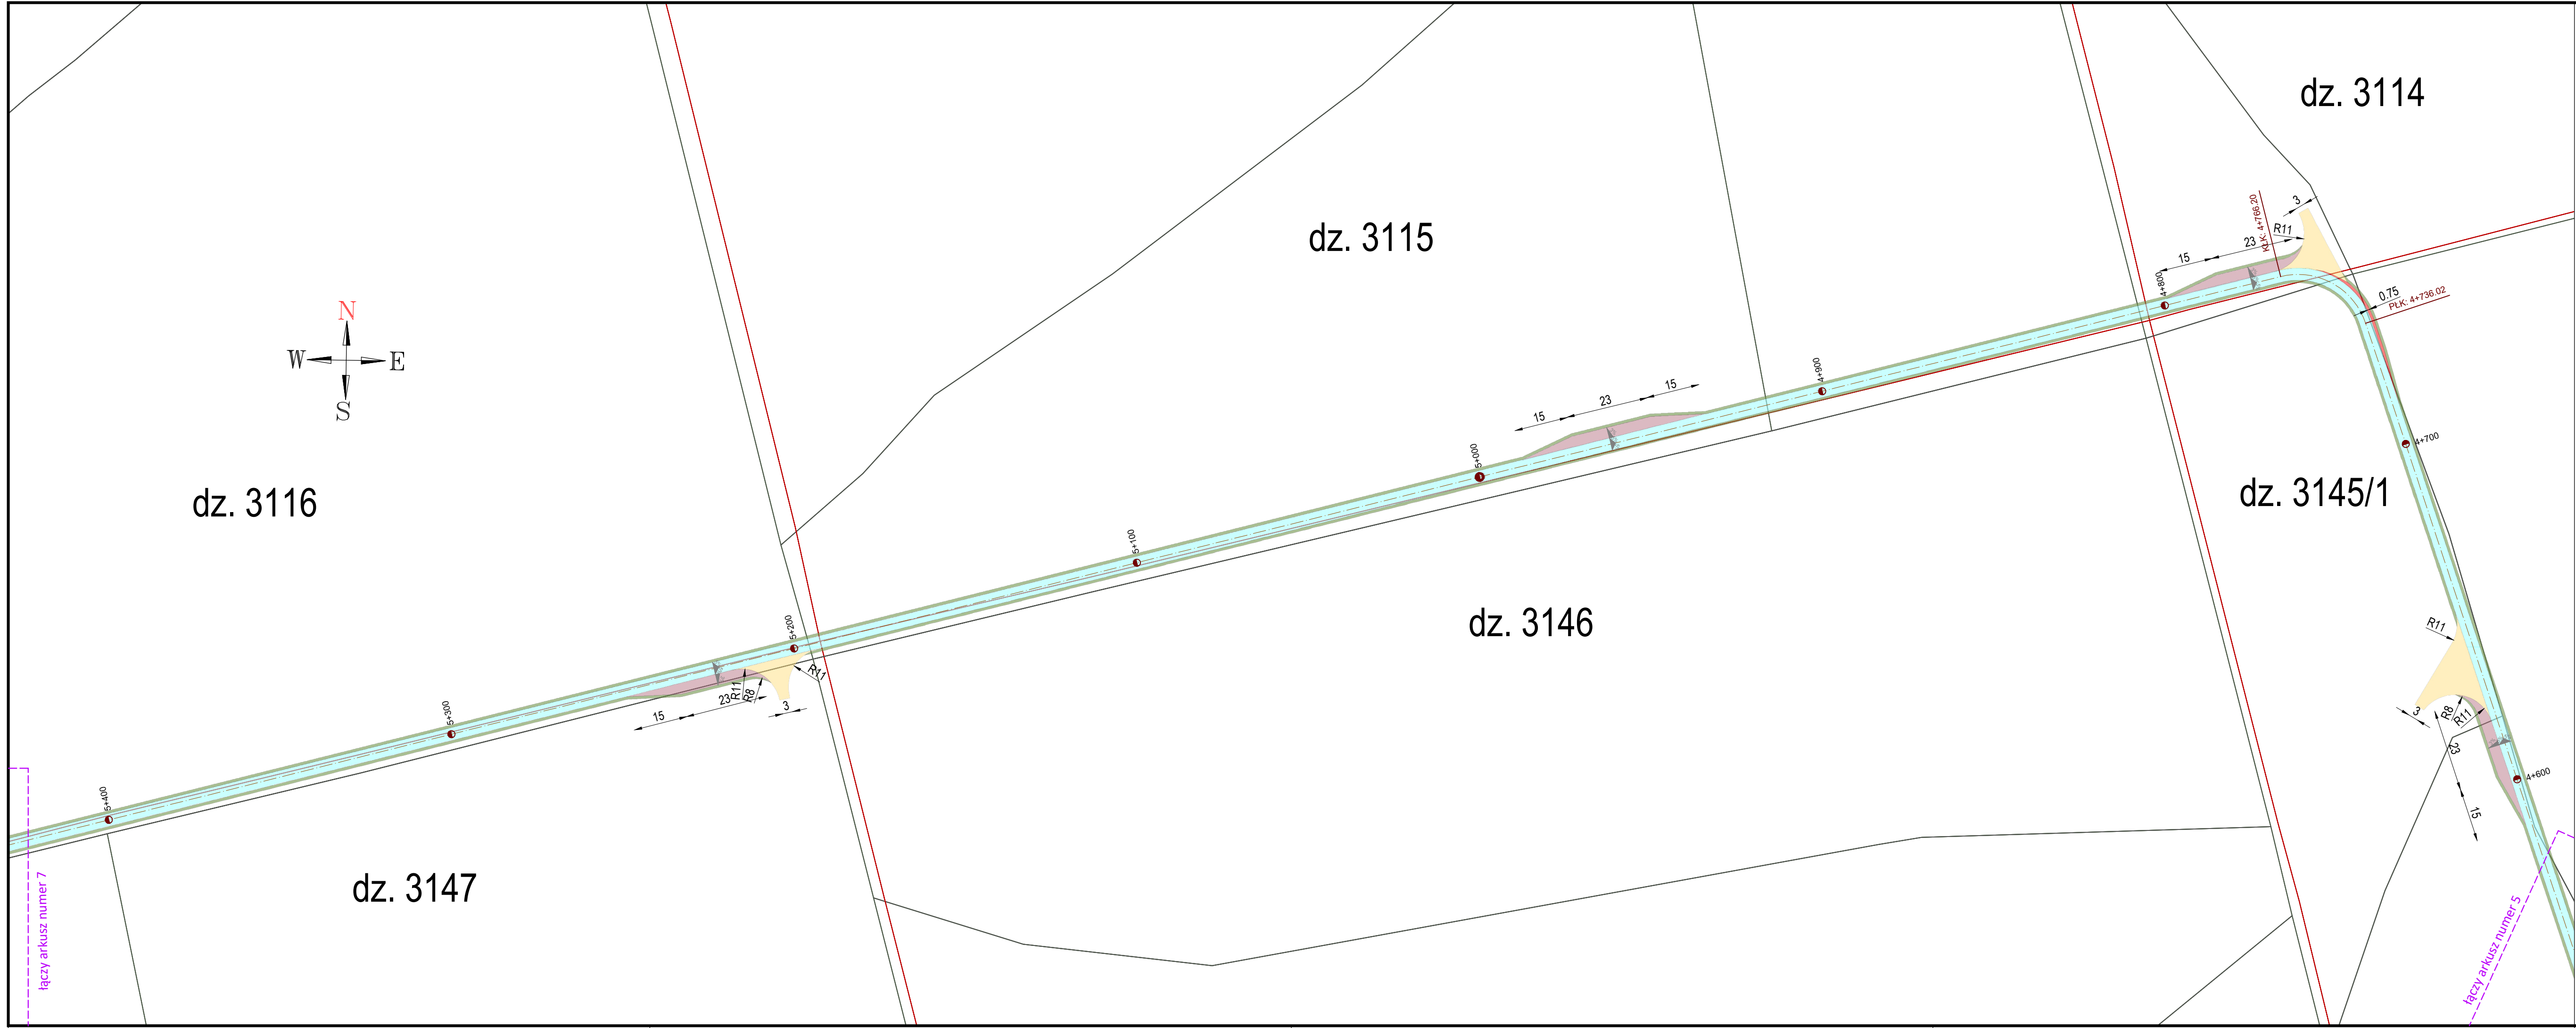 dz. 3114
3
KŁK: 4+766.20
R11
23
15
dz. 3115
4+800
0.75
PŁK: 4+736.02
N
W
E
S
4+900
15
23
15
4+700
5+000
dz. 3116
dz. 3145/1
5+100
dz. 3146
5+200
R11
R11
R8
R11
23
15
3
5+300
3
R8
R11
23
4+600
15
5+400
dz. 3147
łączy arkusz numer 7
łączy arkusz numer 5